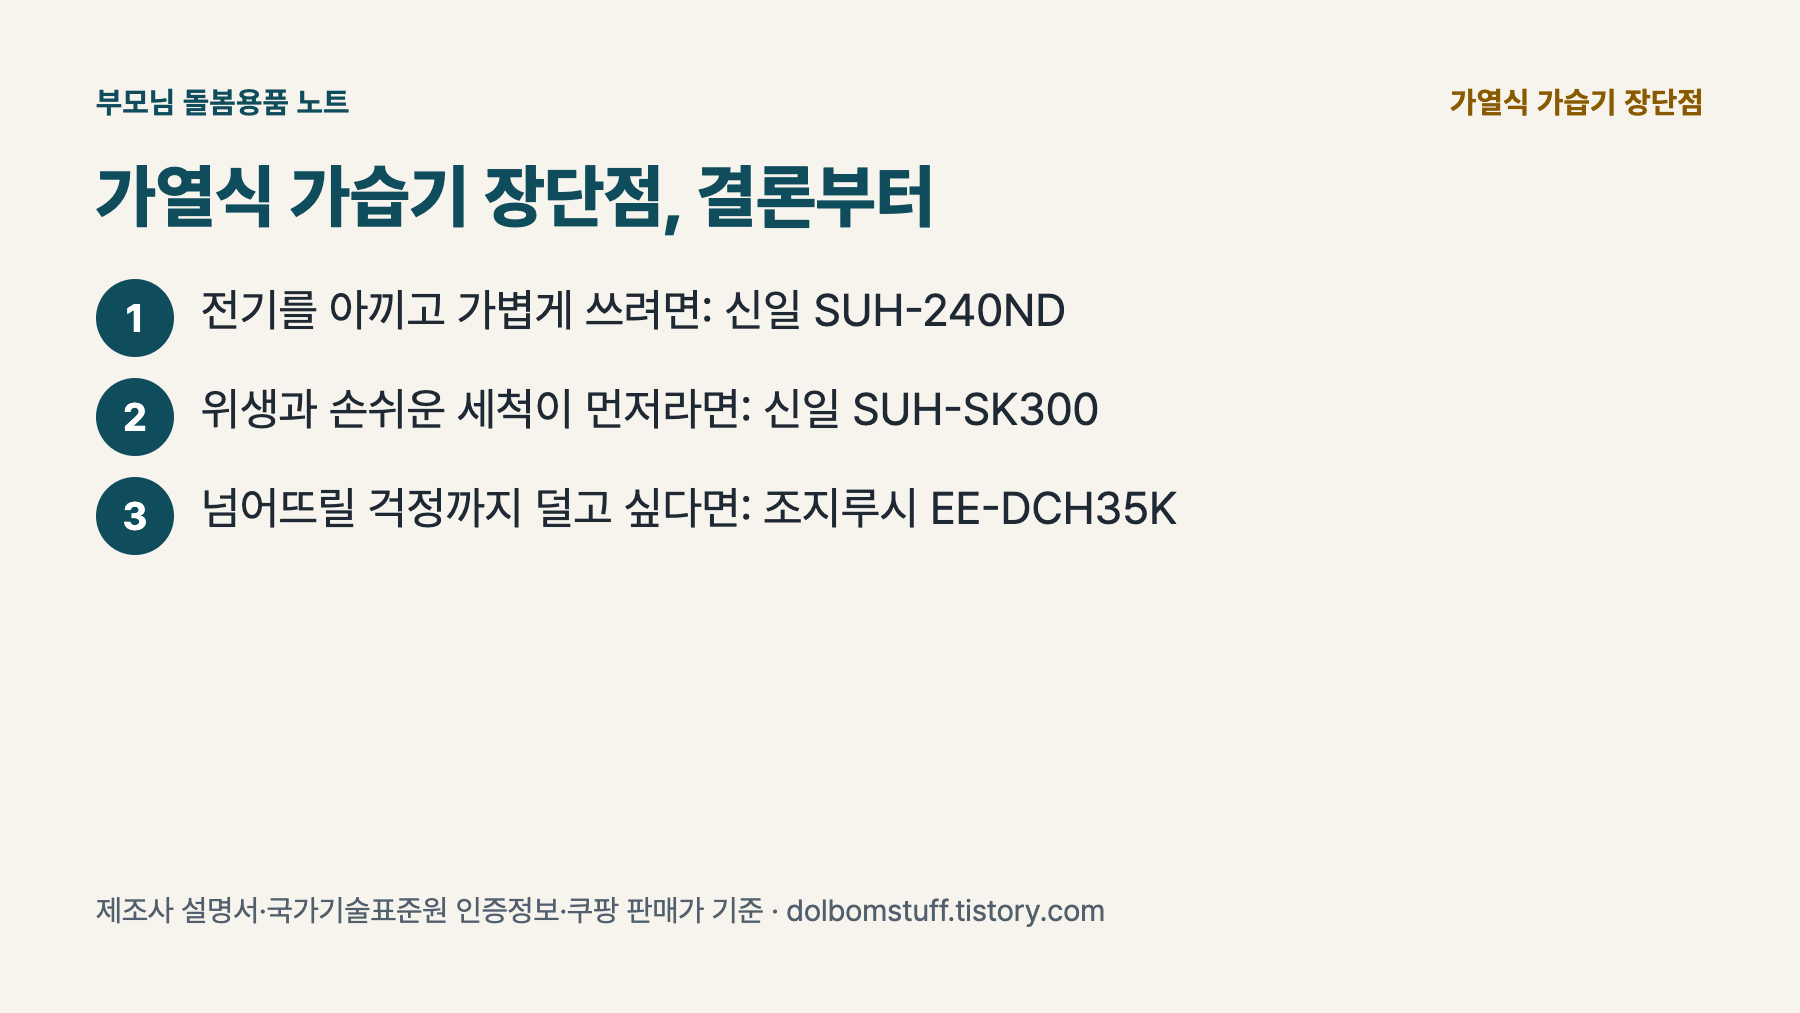 부모님 돌봄용품 노트
가열식 가습기 장단점
가열식 가습기 장단점, 결론부터
1 전기를 아끼고 가볍게 쓰려면: 신일 SUH-240ND
2 위생과 손쉬운 세척이 먼저라면: 신일 SUH-SK300
3 넘어뜨릴 걱정까지 덜고 싶다면: 조지루시 EE-DCH35K
제조사 설명서·국가기술표준원 인증정보·쿠팡 판매가 기준 · dolbomstuff.tistory.com